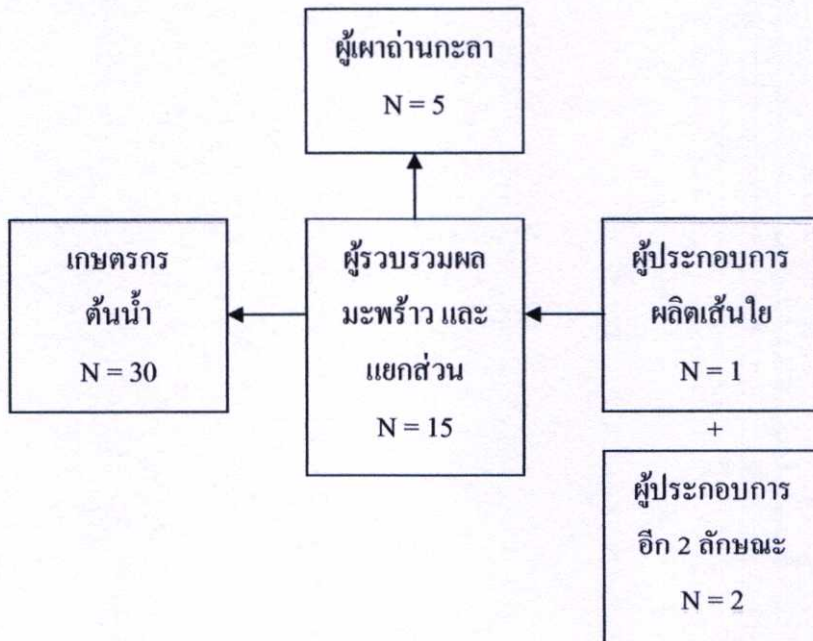 ผู้เผาถ่านกะลา
N = 5
เกษตรกร
ต้นน้ำ
N = 30
ผู้รวบรวมผล
มะพร้าว และ
แยกส่วน
N = 15
ผู้ประกอบการ
ผลิตเส้นใย
N = 1
+
ผู้ประกอบการ
อีก 2 ลักษณะ
N = 2